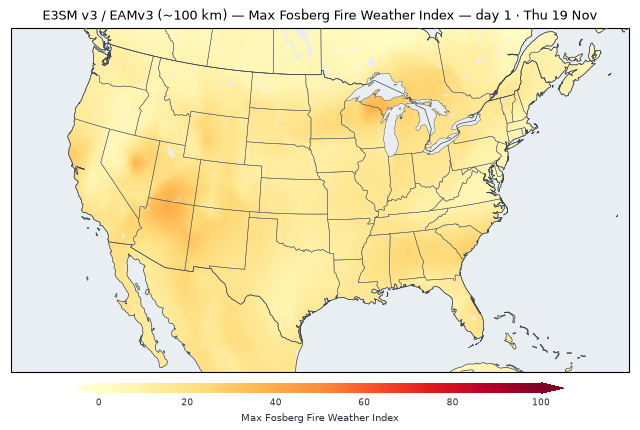 E3SM v3 / EAMv3 (~100 km) — Max Fosberg Fire Weather Index — day 1 · Thu 19 Nov
0 20 40 60 80 100
Max Fosberg Fire Weather Index